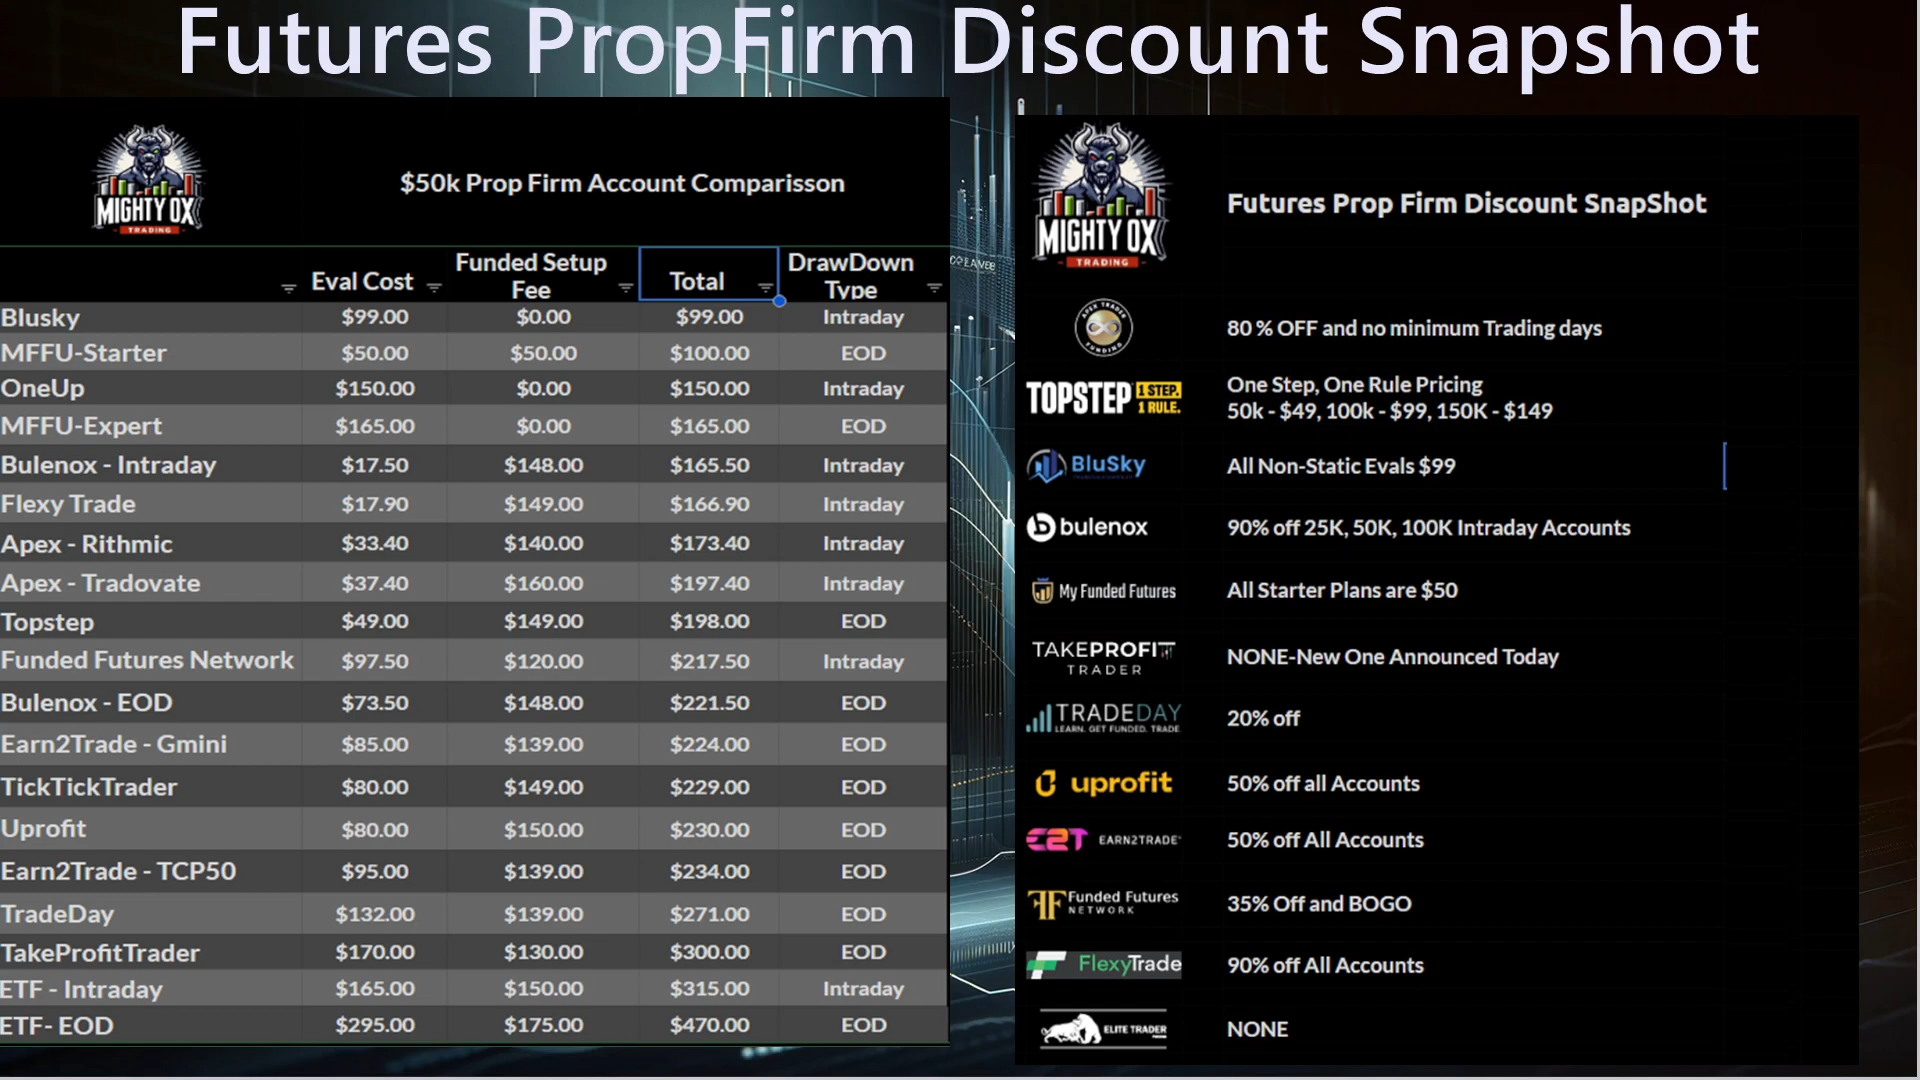 Futures PropFirm Discount Snapshot
MIGHTY OX
TRADING
$50k Prop Firm Account Comparisson
Eval Cost
Funded Setup Fee
Total
DrawDown Type
Blusky $99.00 $0.00 $99.00 Intraday
MFFU-Starter $50.00 $50.00 $100.00 EOD
OneUp $150.00 $0.00 $150.00 Intraday
MFFU-Expert $165.00 $0.00 $165.00 EOD
Bulenox - Intraday $17.50 $148.00 $165.50 Intraday
Flexy Trade $17.90 $149.00 $166.90 Intraday
Apex - Rithmic $33.40 $140.00 $173.40 Intraday
Apex - Tradovate $37.40 $160.00 $197.40 Intraday
Topstep $49.00 $149.00 $198.00 EOD
Funded Futures Network $97.50 $120.00 $217.50 Intraday
Bulenox - EOD $73.50 $148.00 $221.50 EOD
Earn2Trade - Gmini $85.00 $139.00 $224.00 EOD
TickTickTrader $80.00 $149.00 $229.00 EOD
Uprofit $80.00 $150.00 $230.00 EOD
Earn2Trade - TCP50 $95.00 $139.00 $234.00 EOD
TradeDay $132.00 $139.00 $271.00 EOD
TakeProfitTrader $170.00 $130.00 $300.00 EOD
ETF - Intraday $165.00 $150.00 $315.00 Intraday
ETF- EOD $295.00 $175.00 $470.00 EOD
MIGHTY OX
TRADING
Futures Prop Firm Discount SnapShot
APEX TRADER FUNDING
80 % OFF and no minimum Trading days
TOPSTEP 1 STEP. 1 RULE.
One Step, One Rule Pricing
50k - $49, 100k - $99, 150K - $149
BluSky
All Non-Static Evals $99
bulenox
90% off 25K, 50K, 100K Intraday Accounts
My Funded Futures
All Starter Plans are $50
TAKEPROFIT
TRADER
NONE-New One Announced Today
TRADEDAY
LEARN. GET FUNDED. TRADE
20% off
uprofit
50% off all Accounts
E2T EARN2TRADE
50% off All Accounts
Funded Futures
NETWORK
35% Off and BOGO
FlexyTrade
90% off All Accounts
ELITE TRADER
NONE